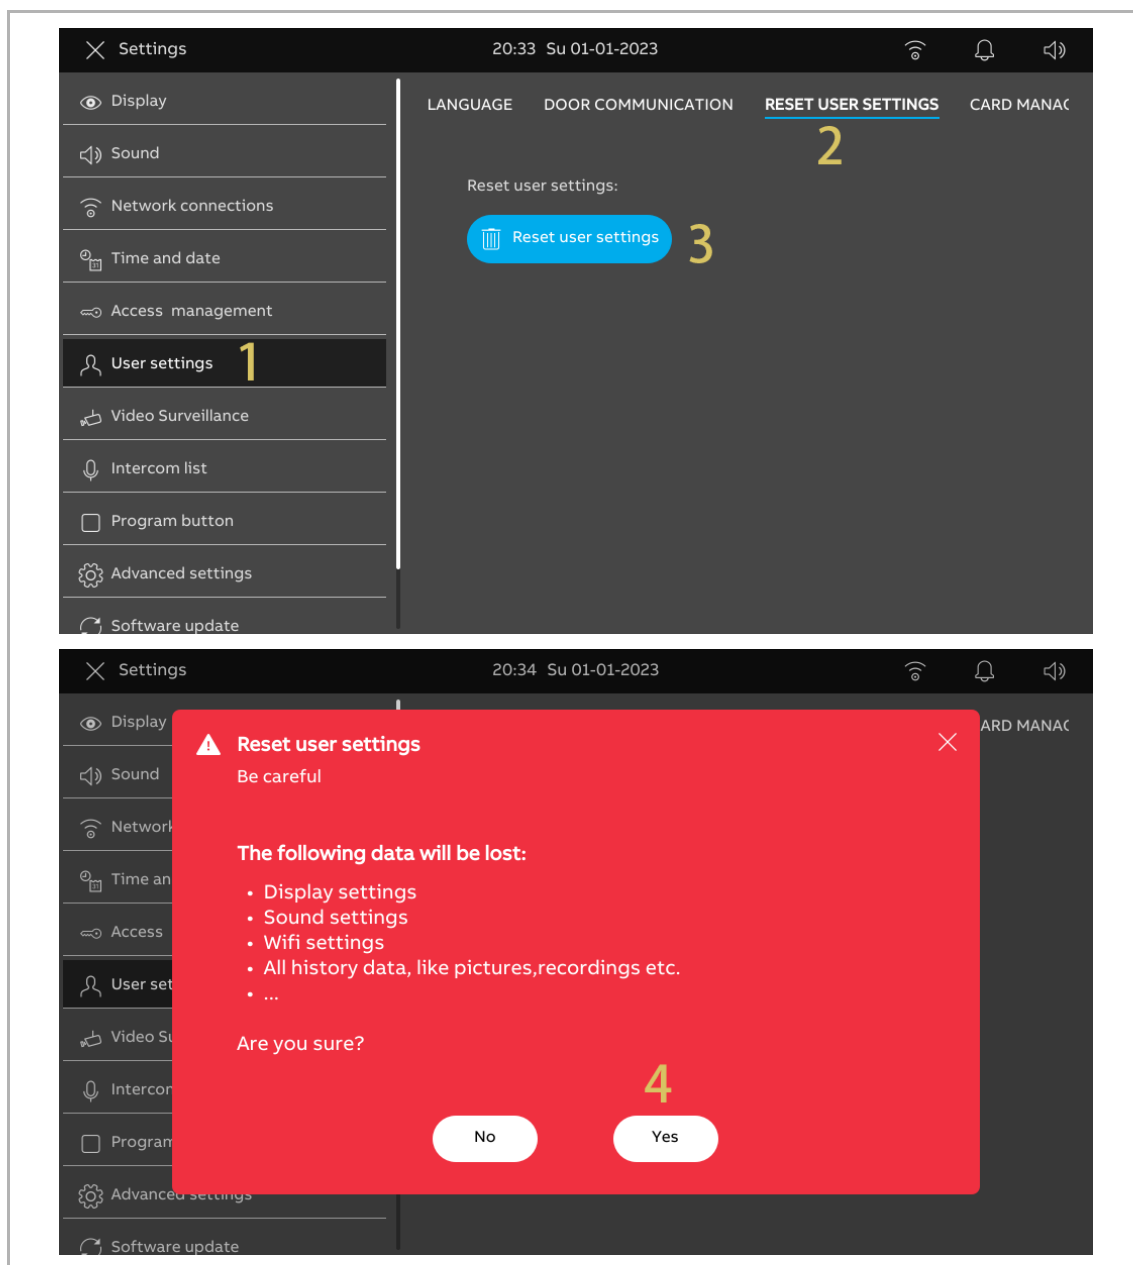 Settings 20:33 Su 01-01-2023
Display
LANGUAGE DOOR COMMUNICATION RESET USER SETTINGS CARD MANAC
2
Sound
Reset user settings:
Network connections
Reset user settings 3
Time and date
Access management
User settings 1
Video Surveillance
Intercom list
Program button
Advanced settings
Software update
Settings 20:34 Su 01-01-2023
Display
ARD MANAC
Sound
Network
Time an
Access
User set
Video Su
Intercor
Program
Advanced settings
Software update
Reset user settings
Be careful
The following data will be lost:
• Display settings
• Sound settings
• Wifi settings
• All history data, like pictures,recordings etc.
• ...
Are you sure?
4
No Yes